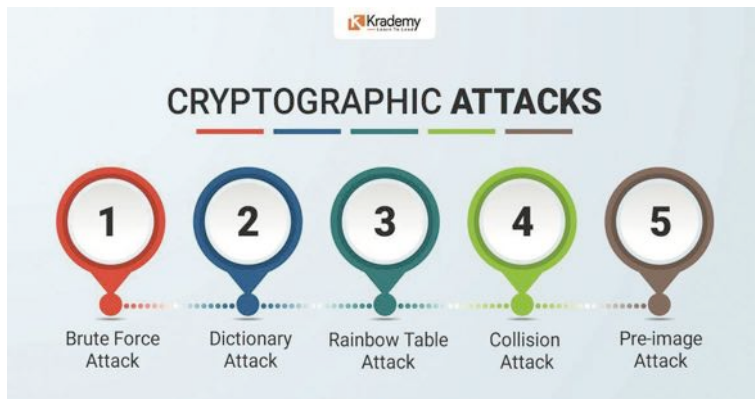 Krademy
Learn To Lead
CRYPTOGRAPHIC ATTACKS
1
2
3
4
5
Brute Force
Attack
Dictionary
Attack
Rainbow Table
Attack
Collision
Attack
Pre-image
Attack